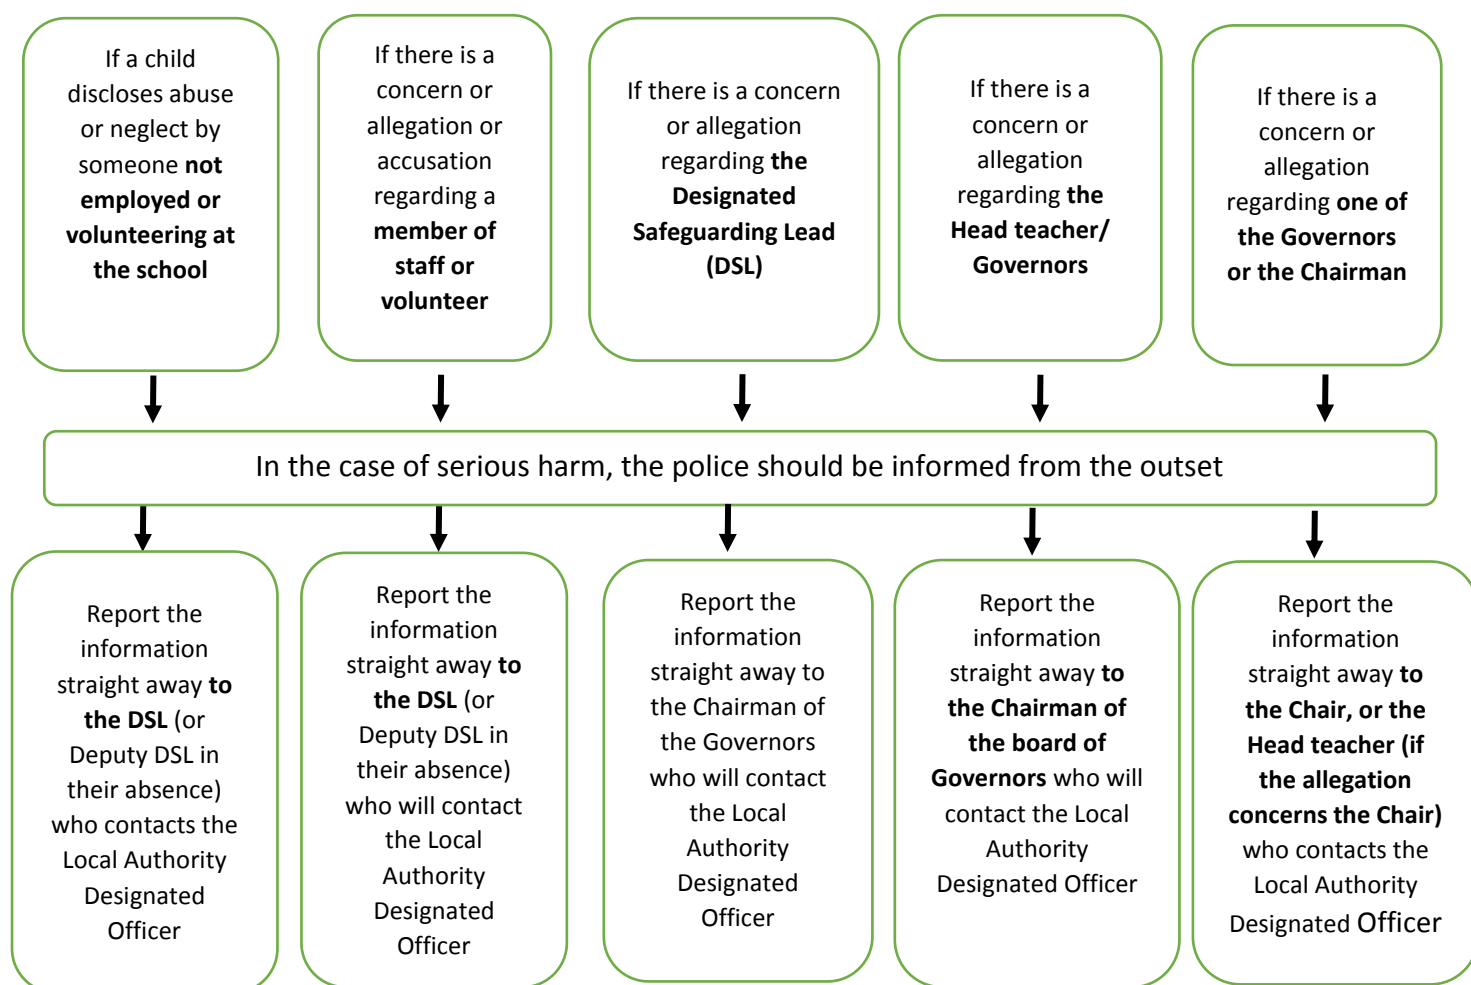 If a child
discloses abuse
or neglect by
someone not
employed or
volunteering at
the school
If there is a
concern or
allegation or
accusation
regarding a
member of
staff or
volunteer
If there is a concern
or allegation
regarding the
Designated
Safeguarding Lead
(DSL)
If there is a
concern or
allegation
regarding the
Head teacher/
Governors
If there is a
concern or
allegation
regarding one of
the Governors
or the Chairman
In the case of serious harm, the police should be informed from the outset
Report the
information
straight away to
the DSL (or
Deputy DSL in
their absence)
who contacts the
Local Authority
Designated
Officer
Report the
information
straight away to
the DSL (or
Deputy DSL in
their absence)
who will contact
the Local
Authority
Designated
Officer
Report the
information
straight away to
the Chairman of
the Governors
who will contact
the Local
Authority
Designated
Officer
Report the
information
straight away to
the Chairman of
the board of
Governors who will
contact the Local
Authority
Designated Officer
Report the
information
straight away to
the Chair, or the
Head teacher (if
the allegation
concerns the Chair)
who contacts the
Local Authority
Designated Officer